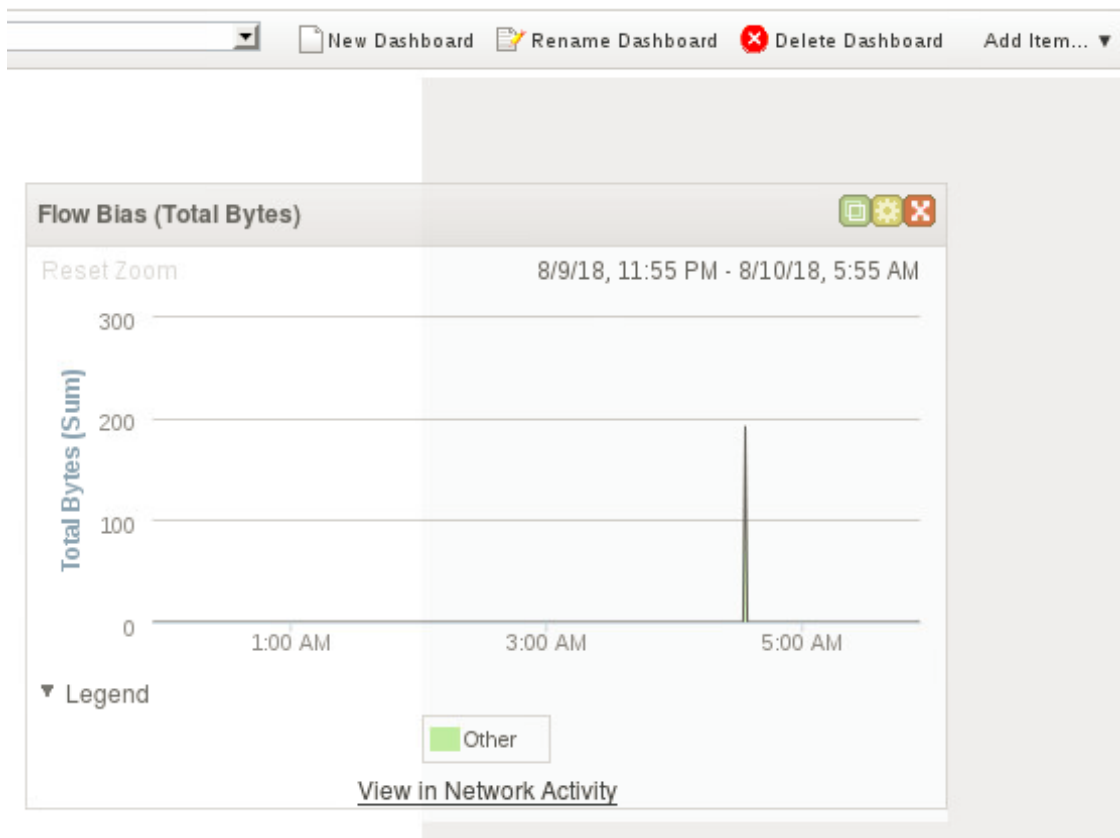 New Dashboard Rename Dashboard Delete Dashboard Add Item... ▼
Flow Bias (Total Bytes)
Reset Zoom 8/9/18, 11:55 PM - 8/10/18, 5:55 AM
Total Bytes (Sum)
300
200
100
0
1:00 AM 3:00 AM 5:00 AM
▼ Legend
Other
View in Network Activity